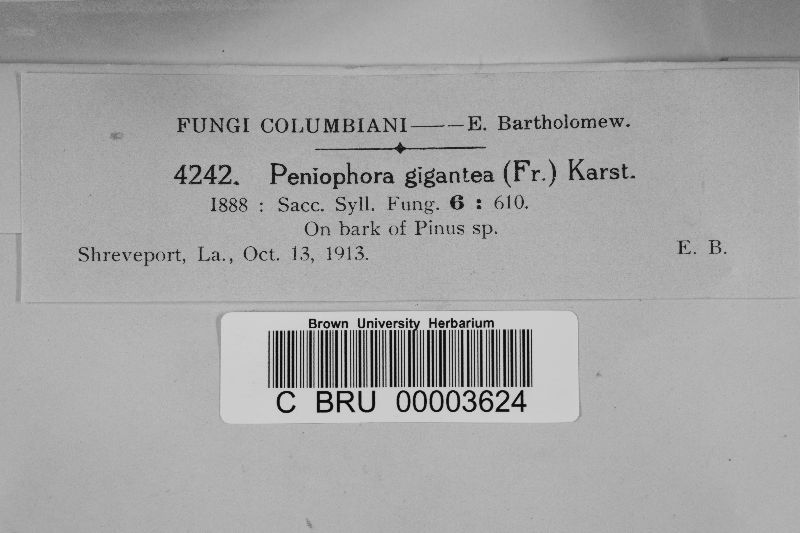 FUNGI COLUMBIANI——E. Bartholomew.
4242. Peniophora gigantea (Fr.) Karst.
1888 : Sacc. Syll. Fung. 6 : 610.
On bark of Pinus sp.
Shreveport, La., Oct. 13, 1913. E. B.
Brown University Herbarium
C BRU 00003624